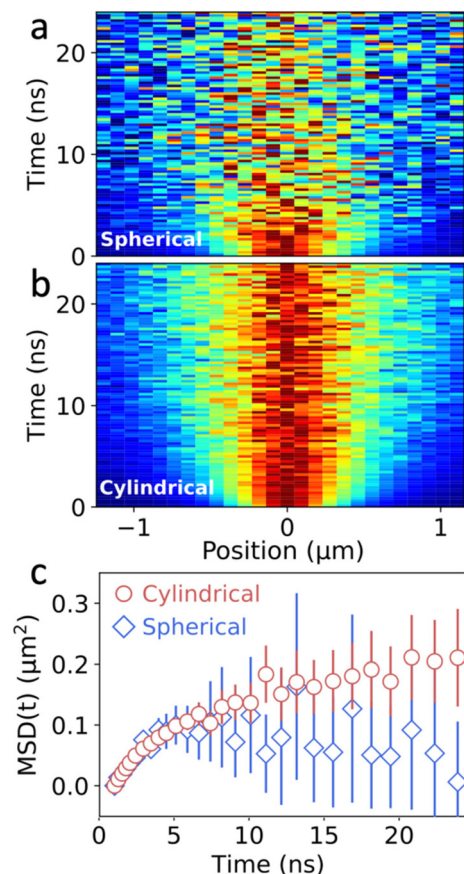 a
20
10
0
Time (ns)
Spherical
b
20
10
0
Time (ns)
Cylindrical
−1
0
1
Position (μm)
c
0.3
0.2
0.1
0.0
MSD(t) (μm²)
Cylindrical
Spherical
0
5
10
15
20
Time (ns)